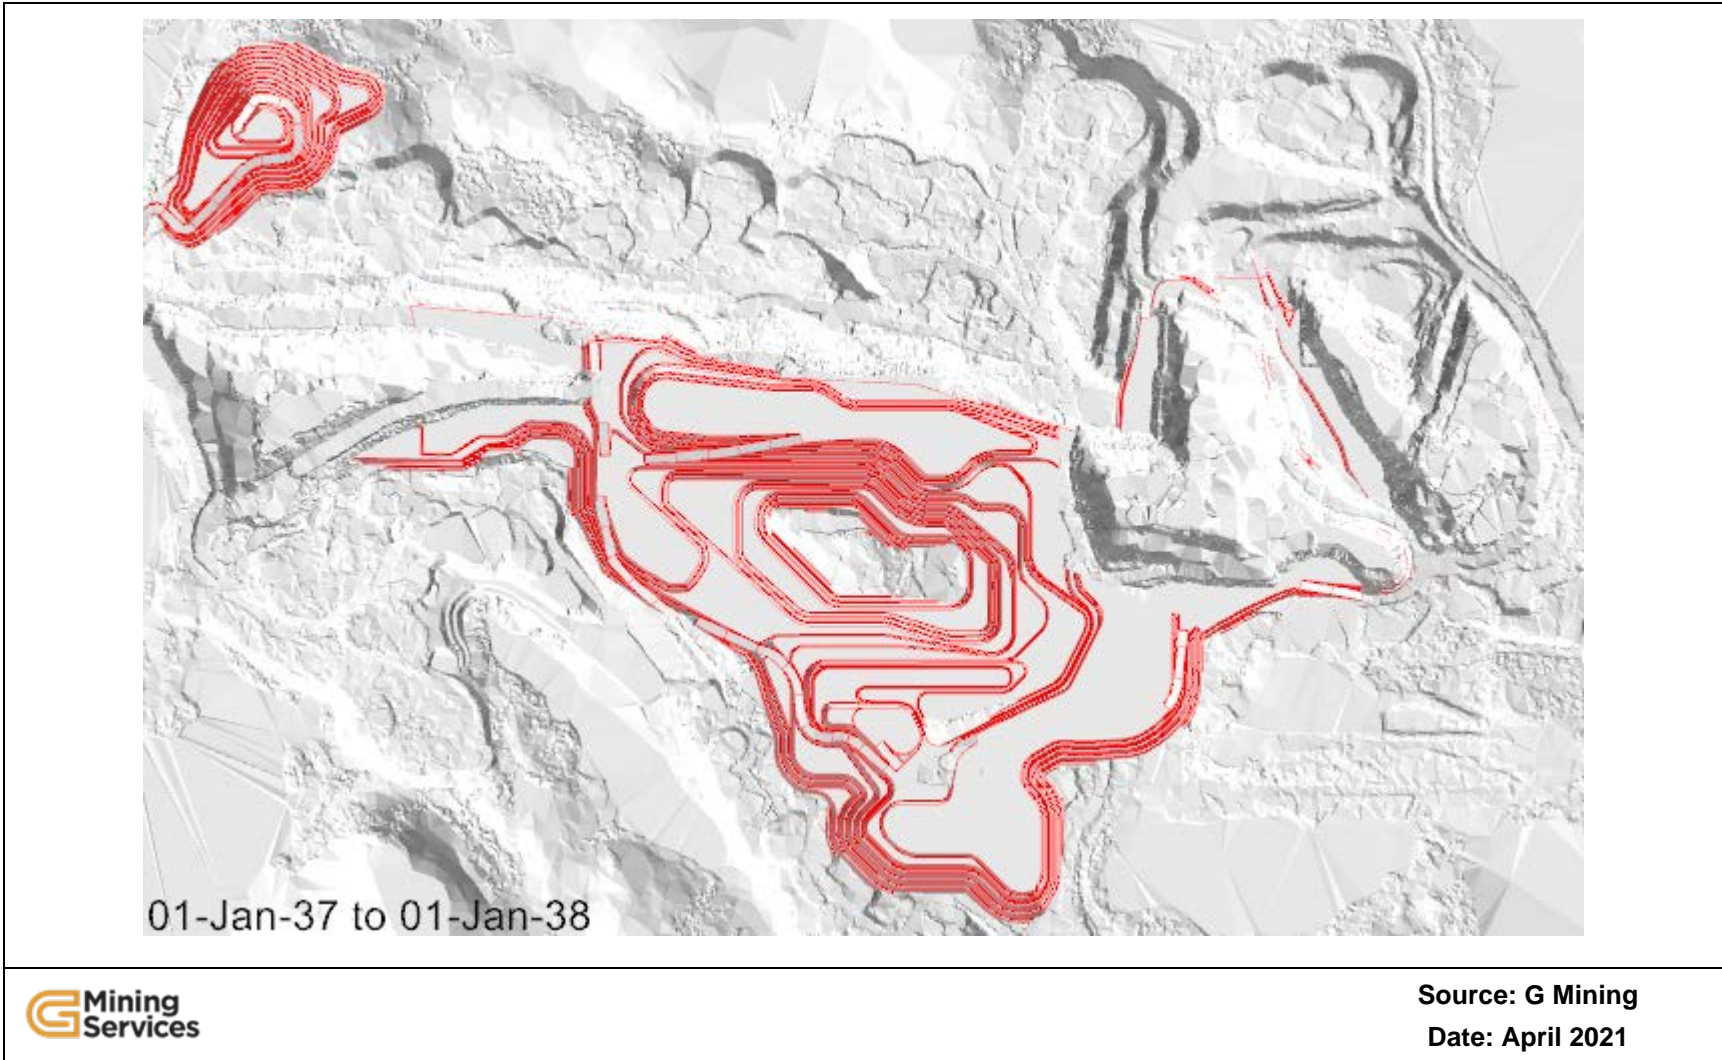 01-Jan-37 to 01-Jan-38
G Mining
Services
Source: G Mining
Date: April 2021